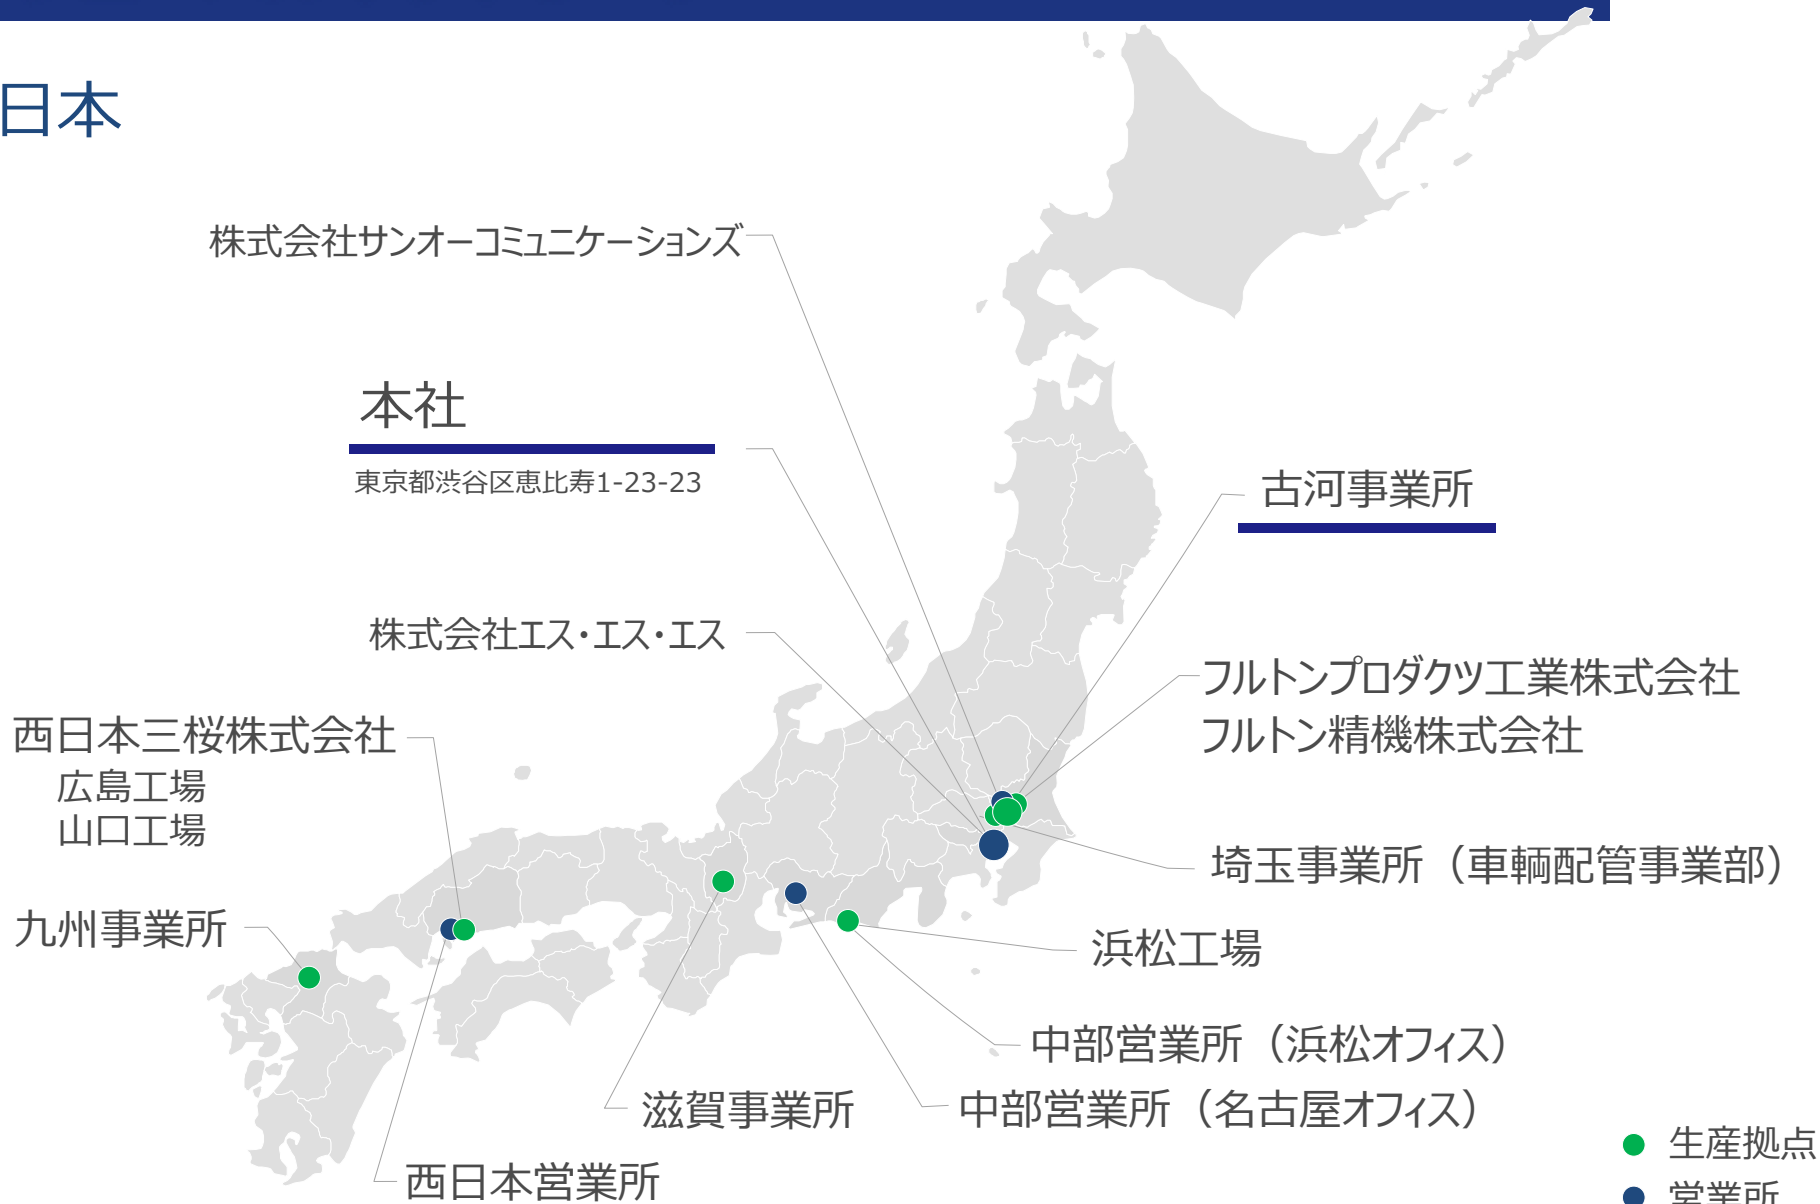 日本
株式会社サンオーコミュニケーションズ
本社
東京都渋谷区恵比寿1-23-23
古河事業所
株式会社エス・エス・エス
フルトンプロダクツ工業株式会社
フルトン精機株式会社
西日本三桜株式会社
広島工場
山口工場
埼玉事業所（車輌配管事業部）
九州事業所
浜松工場
中部営業所（浜松オフィス）
滋賀事業所
中部営業所（名古屋オフィス）
西日本営業所
生産拠点
営業所